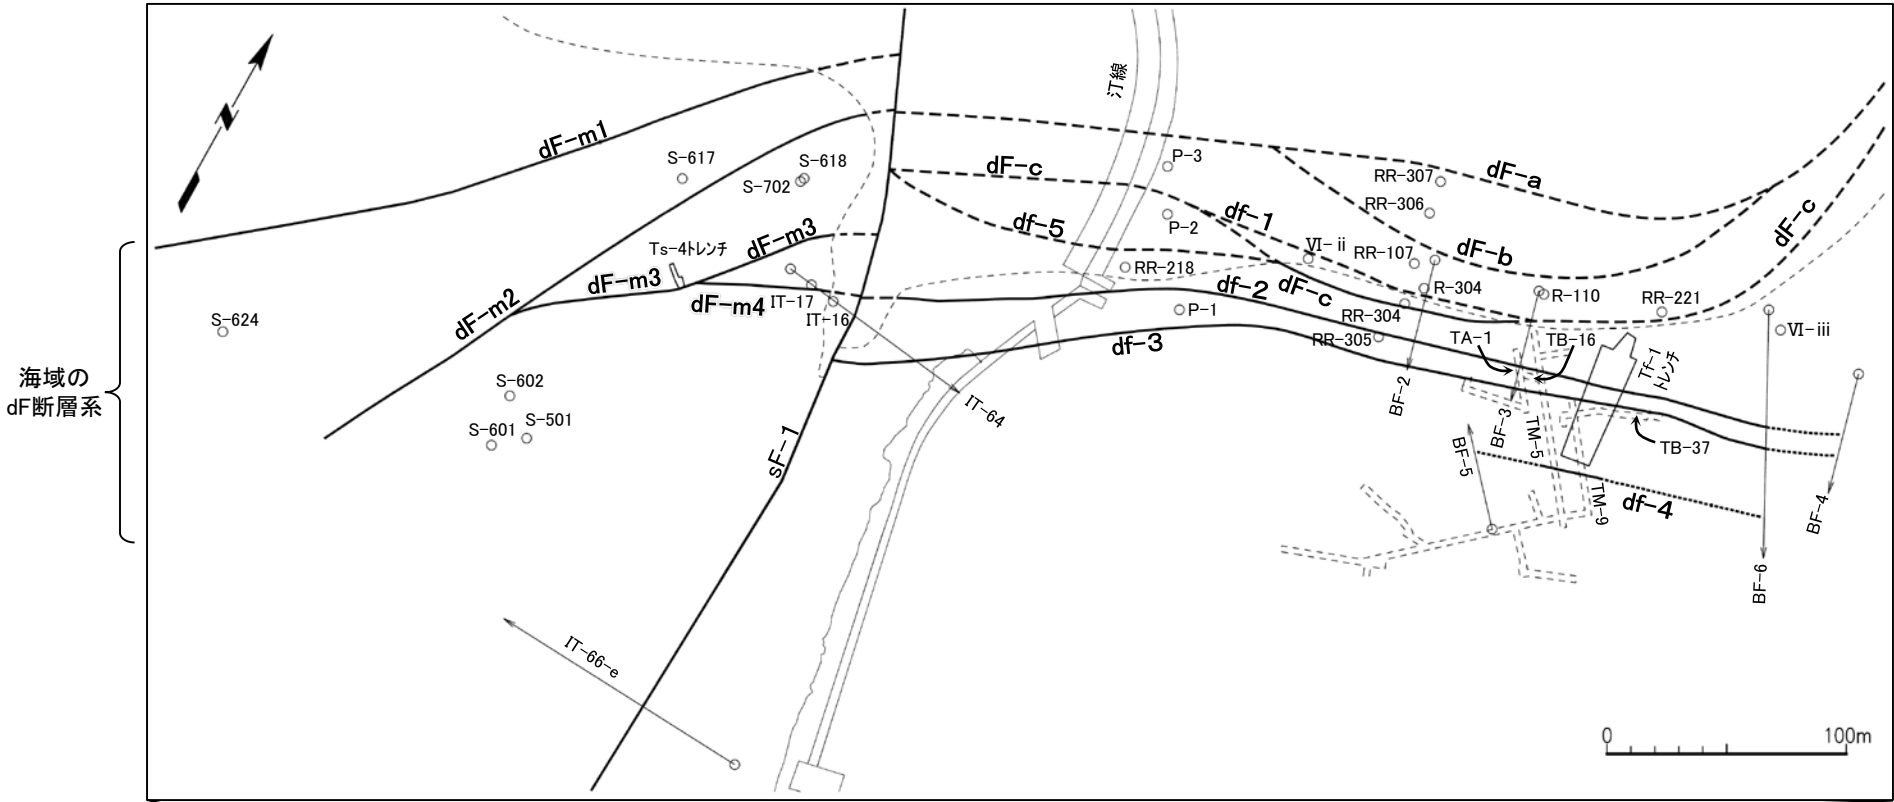 汀線
dF-m1
P-3
S-617
S-618
S-702
dF-c
RR-307
dF-a
RR-306
df-1
df-5
P-2
dF-c
Ts-4トレンチ
dF-m3
Ⅵ-ⅱ
RR-107
dF-b
海域の
dF断層系
dF-m3
RR-218
dF-m4
IT-17
df-2
dF-c
R-304
R-110
RR-221
dF-m2
IT-16
P-1
RR-304
S-624
df-3
RR-305
TA-1
TB-16
Ⅵ-ⅲ
Tf-1
トレンチ
S-602
BF-2
IT-64
BF-3
S-601
S-501
TM-5
sF-1
BF-5
TB-37
TM-9
df-4
BF-4
BF-6
IT-66-e
0
100m